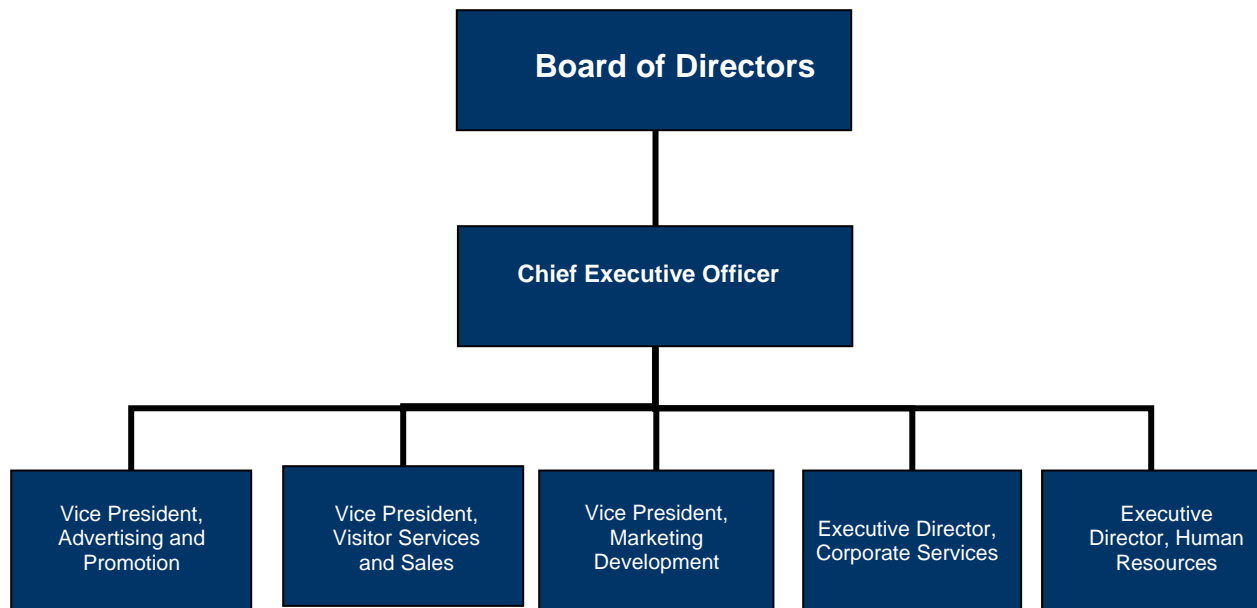 Board of Directors
Chief Executive Officer
Vice President,
Advertising and
Promotion
Vice President,
Visitor Services
and Sales
Vice President,
Marketing
Development
Executive Director,
Corporate Services
Executive
Director, Human
Resources